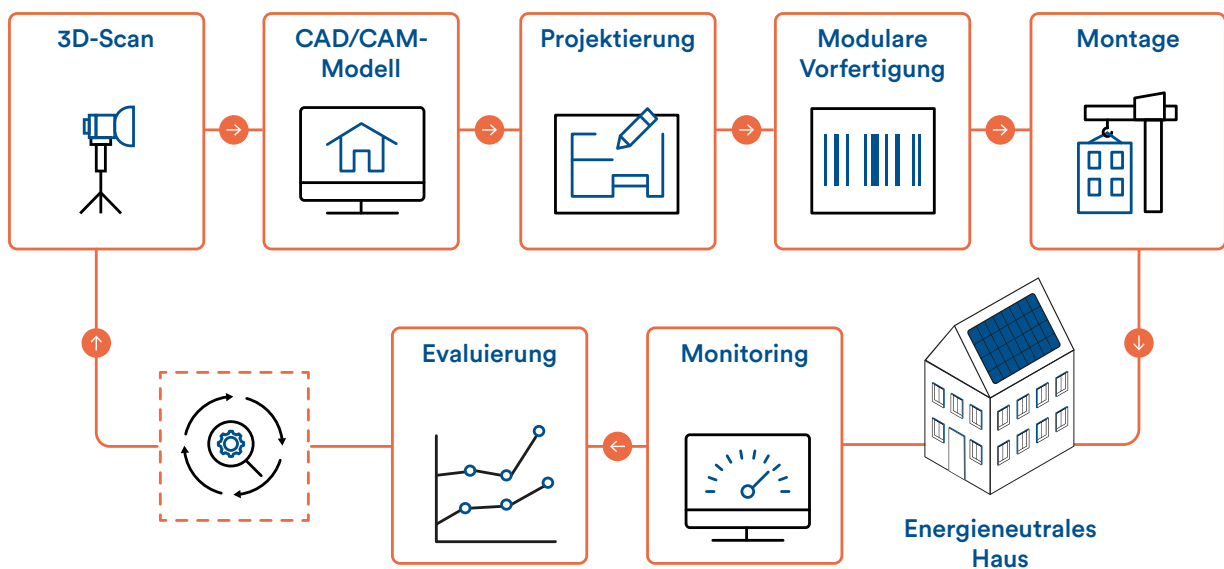 3D-Scan
CAD/CAM-
Modell
Projektierung
Modulare
Vorfertigung
Montage
Evaluierung
Monitoring
Energieneutrales
Haus